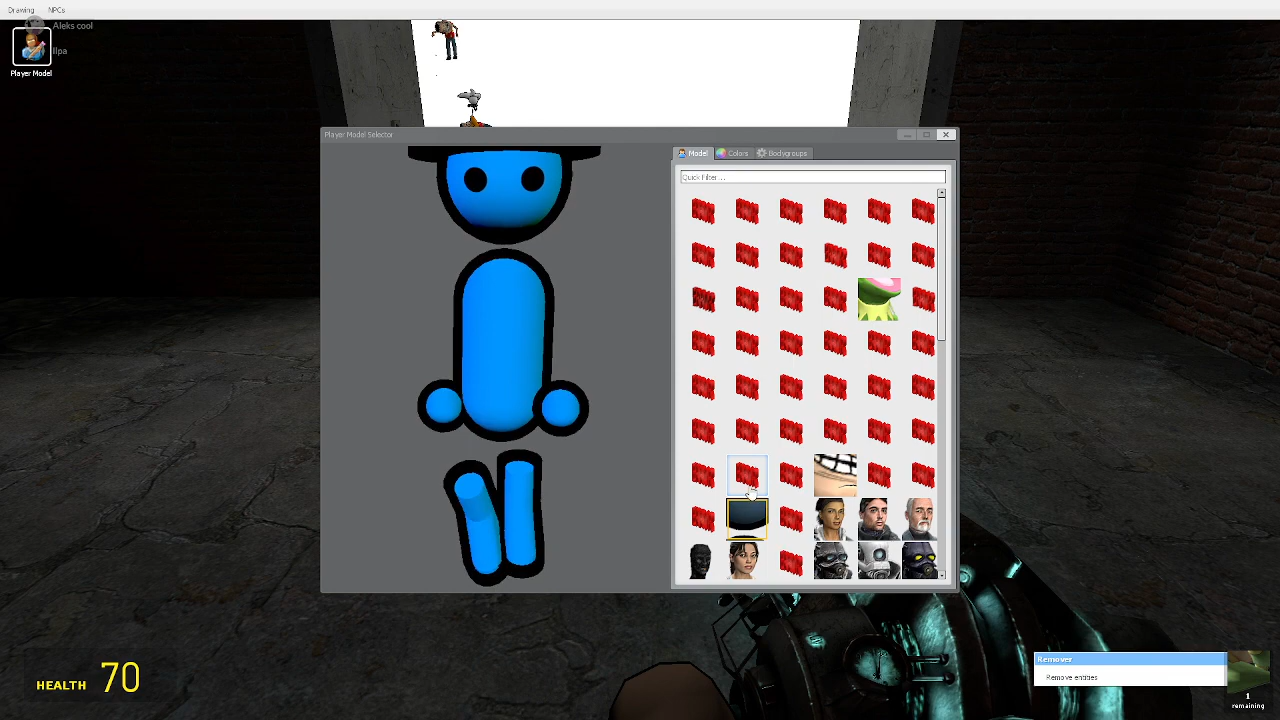 Drawing NPCs
Aleks cool
Ilpa
Player Model
Player Model Selector
Model Colors Bodygroups
Quick Filter ...
HEALTH 70
Remover
Remove entities
1
remaining